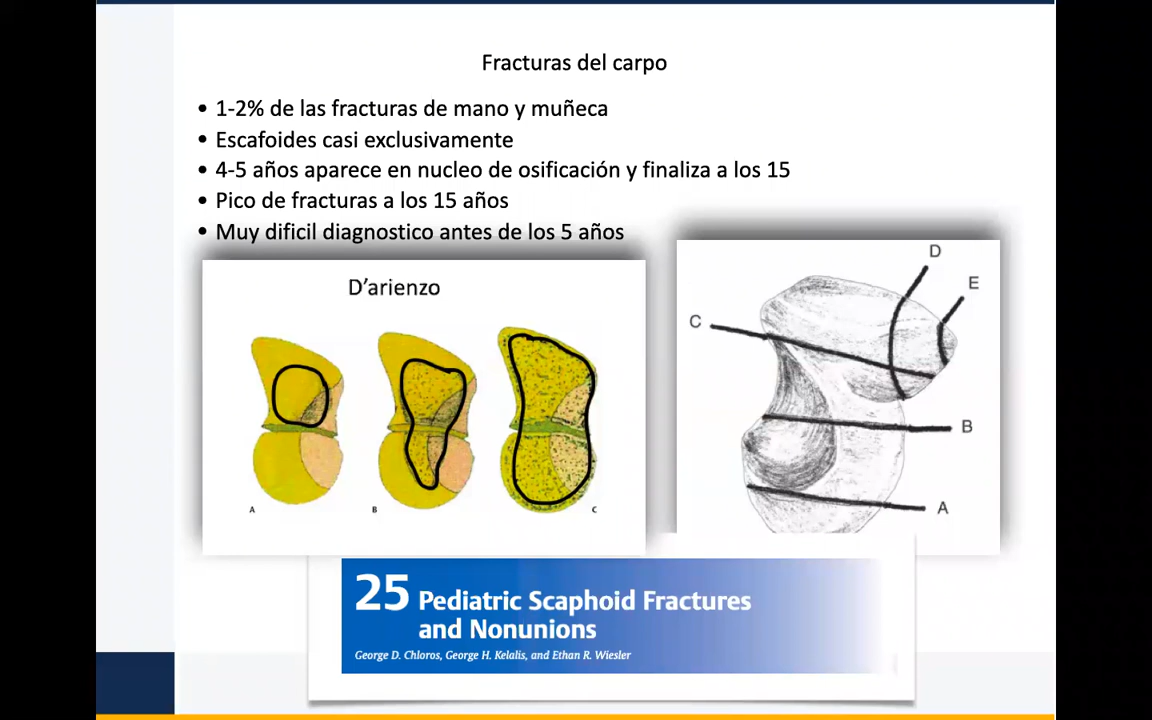 Fracturas del carpo
• 1-2% de las fracturas de mano y muñeca
• Escafoides casi exclusivamente
• 4-5 años aparece en nucleo de osificación y finaliza a los 15
• Pico de fracturas a los 15 años
• Muy dificil diagnostico antes de los 5 años
D'arienzo
A
B
C
D
E
C
B
A
25 Pediatric Scaphoid Fractures
and Nonunions
George D. Chloros, George H. Kelalis, and Ethan R. Wiesler